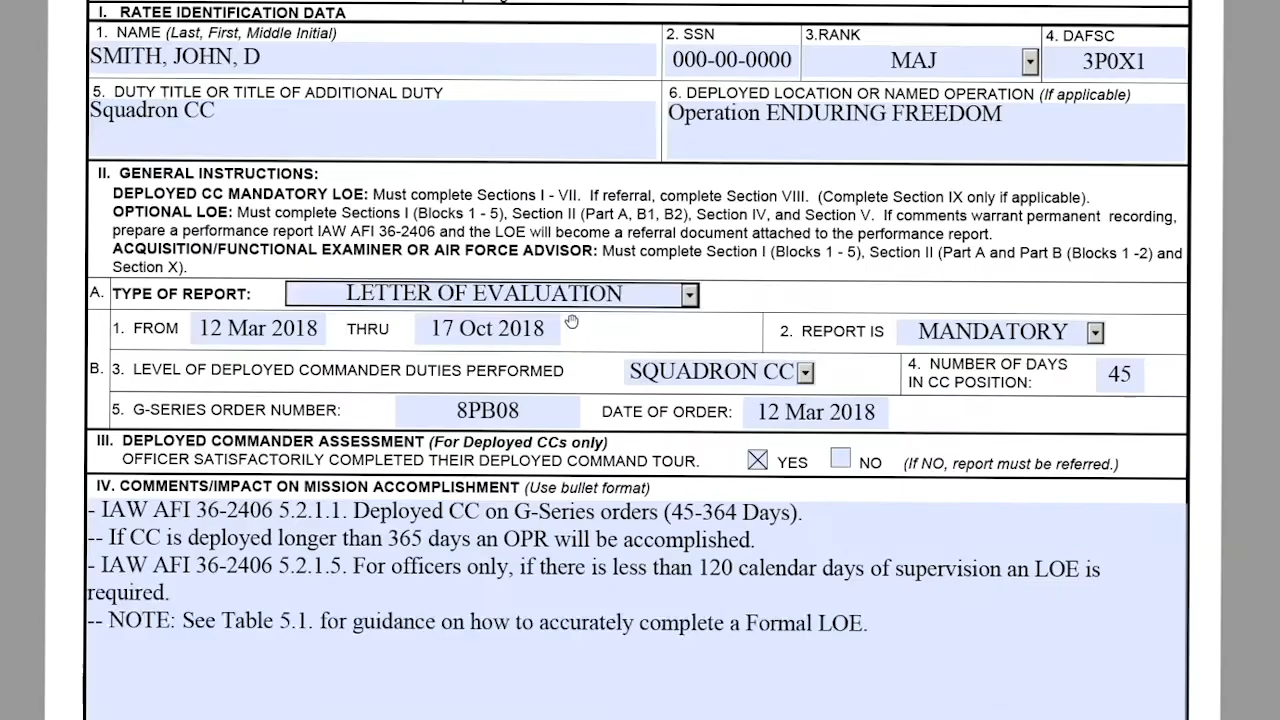 I. RATEE IDENTIFICATION DATA
1. NAME (Last, First, Middle Initial)
2. SSN
3.RANK
4. DAFSC
SMITH, JOHN, D
000-00-0000
MAJ
3P0X1
5. DUTY TITLE OR TITLE OF ADDITIONAL DUTY
6. DEPLOYED LOCATION OR NAMED OPERATION (If applicable)
Squadron CC
Operation ENDURING FREEDOM
II. GENERAL INSTRUCTIONS:
DEPLOYED CC MANDATORY LOE: Must complete Sections I - VII. If referral, complete Section VIII. (Complete Section IX only if applicable).
OPTIONAL LOE: Must complete Sections I (Blocks 1 - 5), Section II (Part A, B1, B2), Section IV, and Section V. If comments warrant permanent recording,
prepare a performance report IAW AFI 36-2406 and the LOE will become a referral document attached to the performance report.
ACQUISITION/FUNCTIONAL EXAMINER OR AIR FORCE ADVISOR: Must complete Section I (Blocks 1 - 5), Section II (Part A and Part B (Blocks 1 -2) and
Section X).
A. TYPE OF REPORT: LETTER OF EVALUATION
1. FROM 12 Mar 2018 THRU 17 Oct 2018
2. REPORT IS MANDATORY
B. 3. LEVEL OF DEPLOYED COMMANDER DUTIES PERFORMED SQUADRON CC
4. NUMBER OF DAYS
IN CC POSITION: 45
5. G-SERIES ORDER NUMBER: 8PB08 DATE OF ORDER: 12 Mar 2018
III. DEPLOYED COMMANDER ASSESSMENT (For Deployed CCs only)
OFFICER SATISFACTORILY COMPLETED THEIR DEPLOYED COMMAND TOUR. YES NO (If NO, report must be referred.)
IV. COMMENTS/IMPACT ON MISSION ACCOMPLISHMENT (Use bullet format)
- IAW AFI 36-2406 5.2.1.1. Deployed CC on G-Series orders (45-364 Days).
-- If CC is deployed longer than 365 days an OPR will be accomplished.
- IAW AFI 36-2406 5.2.1.5. For officers only, if there is less than 120 calendar days of supervision an LOE is
required.
-- NOTE: See Table 5.1. for guidance on how to accurately complete a Formal LOE.